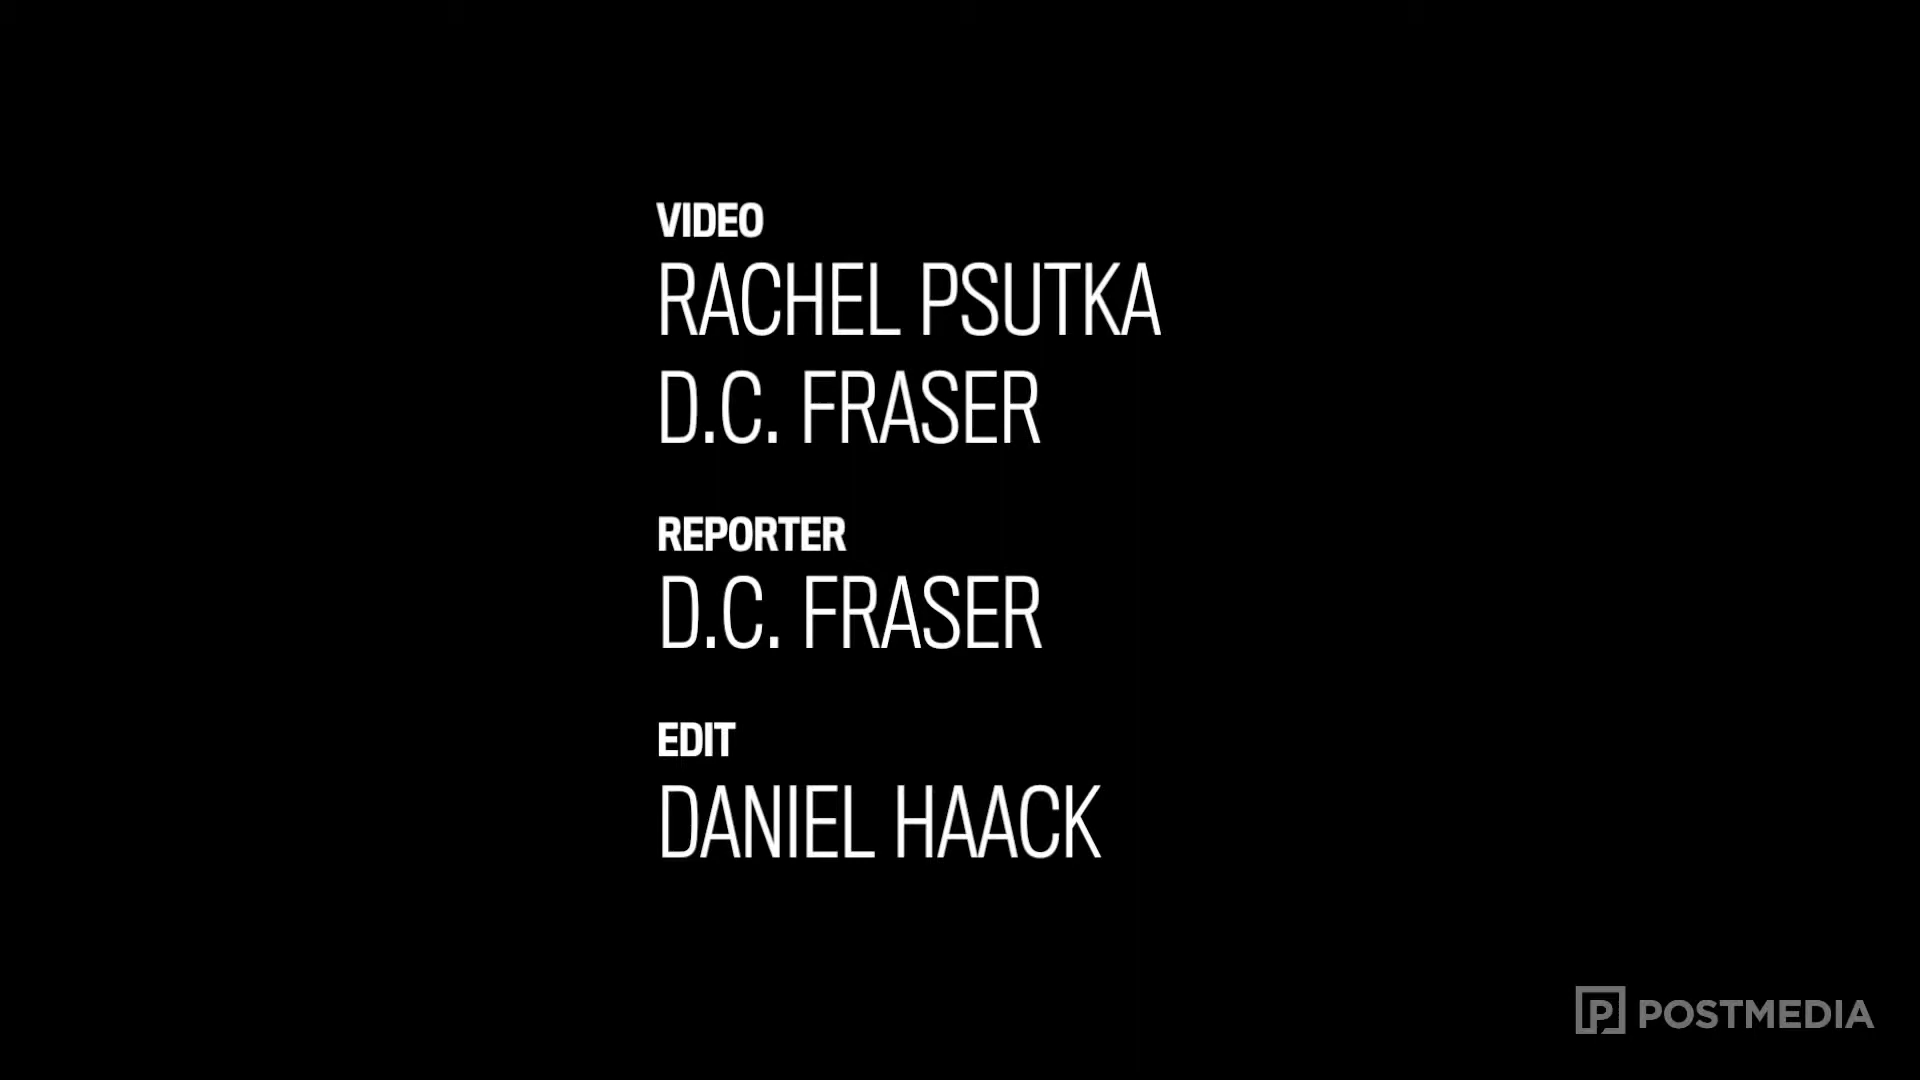 VIDEO
RACHEL PSUTKA
D.C. FRASER
REPORTER
D.C. FRASER
EDIT
DANIEL HAACK
POSTMEDIA